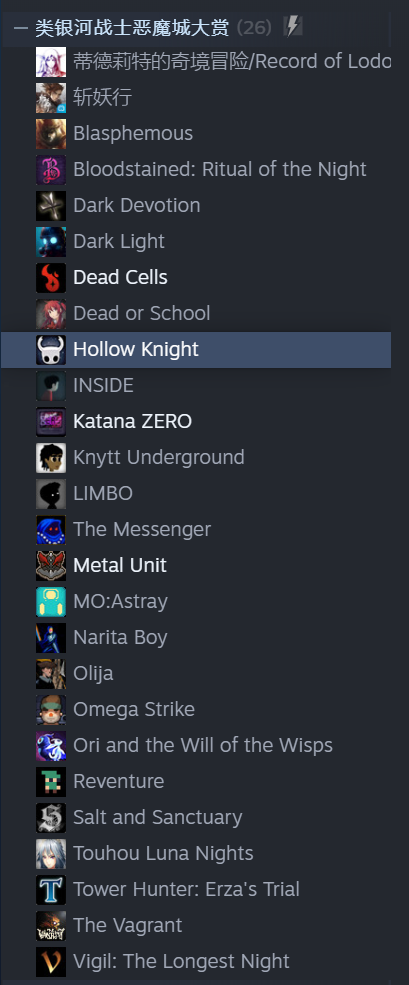 类银河战士恶魔城大赏 (26)
蒂德莉特的奇境冒险/Record of Lodo
斩妖行
Blasphemous
Bloodstained: Ritual of the Night
Dark Devotion
Dark Light
Dead Cells
Dead or School
Hollow Knight
INSIDE
Katana ZERO
Knytt Underground
LIMBO
The Messenger
Metal Unit
MO:Astray
Narita Boy
Olija
Omega Strike
Ori and the Will of the Wisps
Reventure
Salt and Sanctuary
Touhou Luna Nights
Tower Hunter: Erza's Trial
The Vagrant
Vigil: The Longest Night